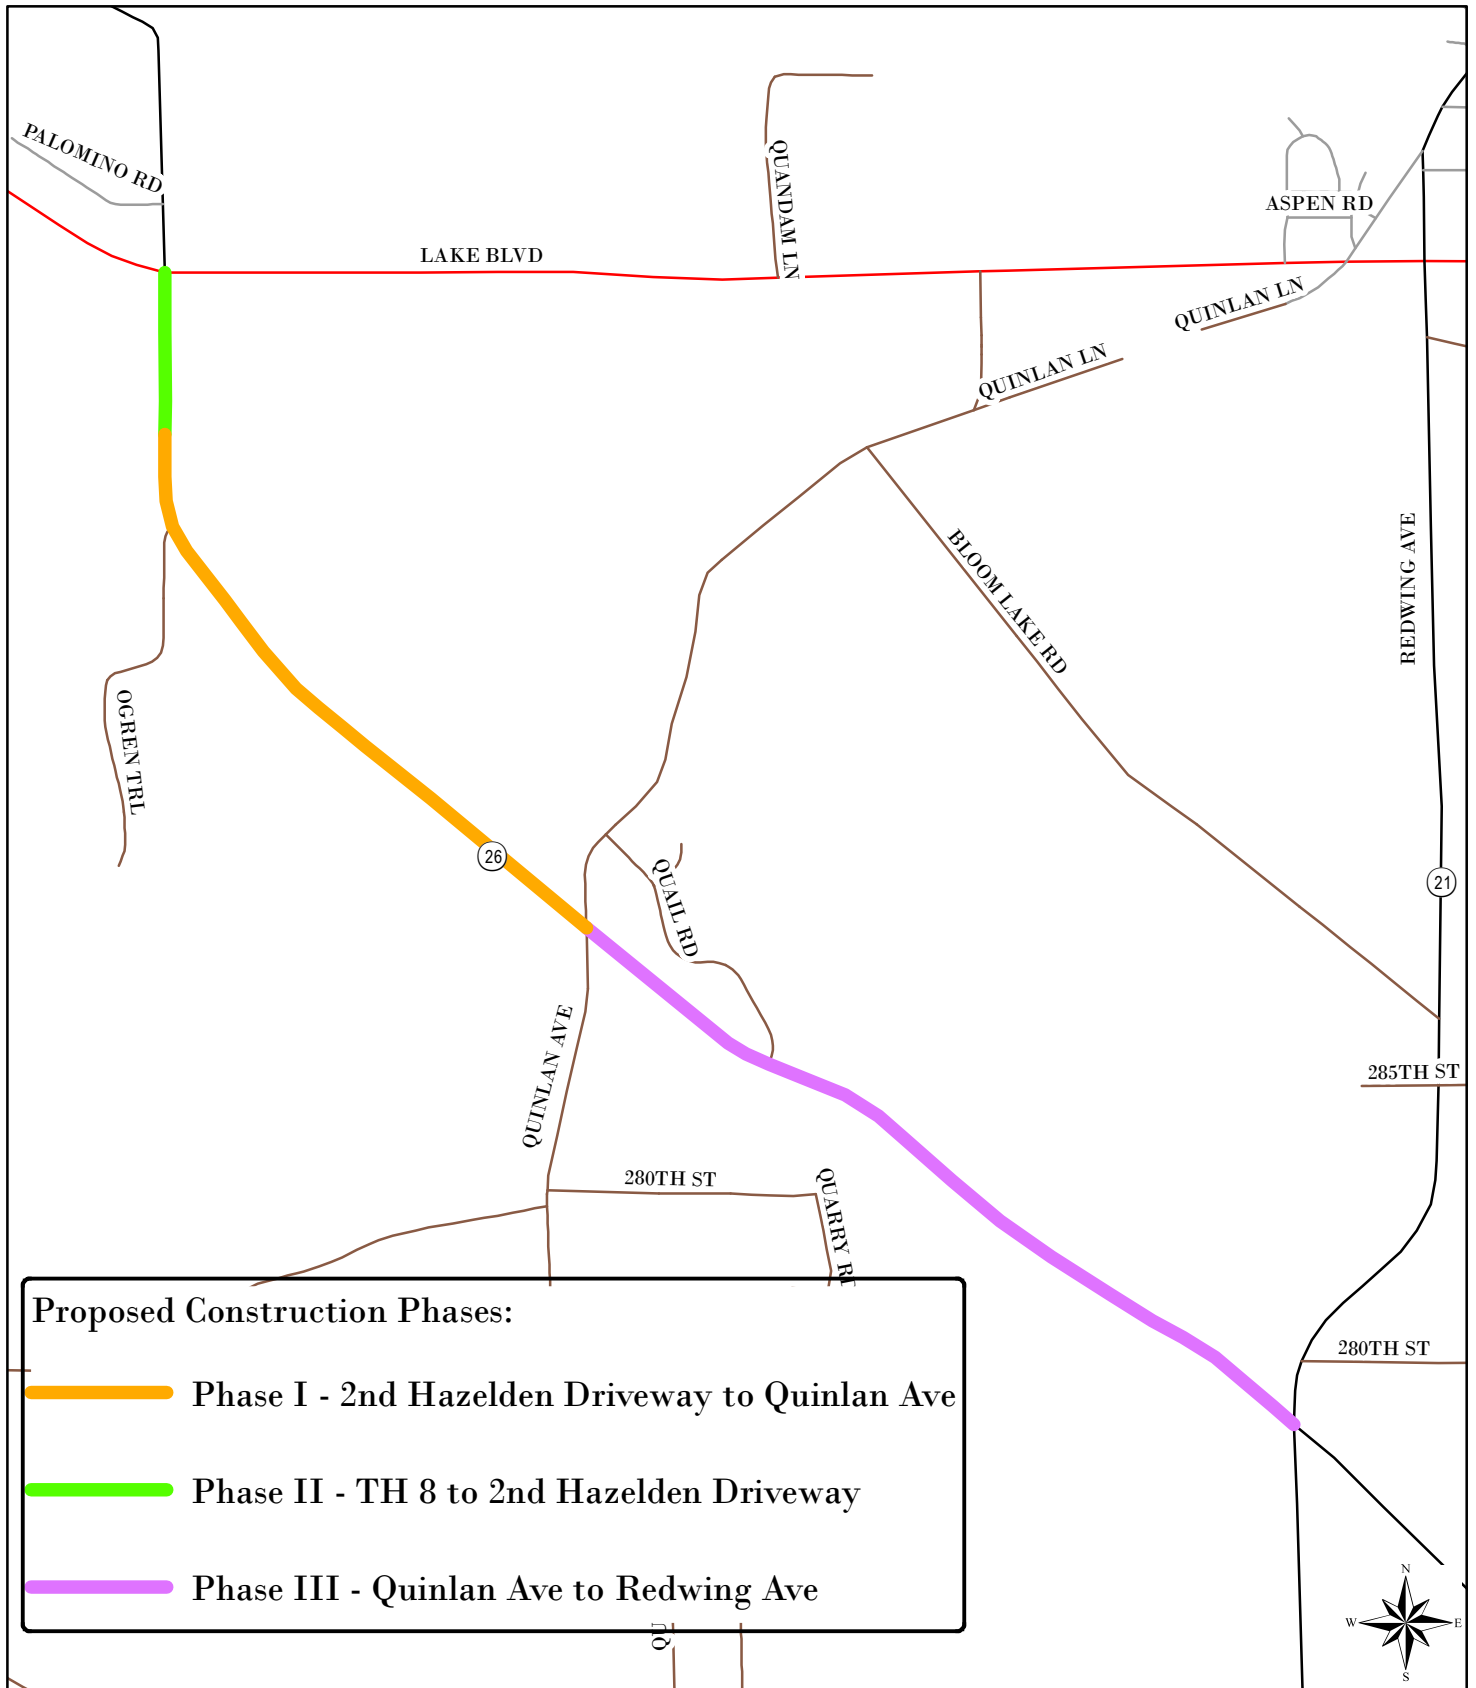 PALOMINO RD
QUANDAM LN
ASPEN RD
LAKE BLVD
QUINLAN LN
QUINLAN LN
BLOOM LAKE RD
REDWING AVE
OGREN TRL
26
QUAIL RD
21
QUINLAN AVE
285TH ST
280TH ST
QUARRY
280TH ST
Proposed Construction Phases:
Phase I - 2nd Hazelden Driveway to Quinlan Ave
Phase II - TH 8 to 2nd Hazelden Driveway
Phase III - Quinlan Ave to Redwing Ave
N
W
E
S